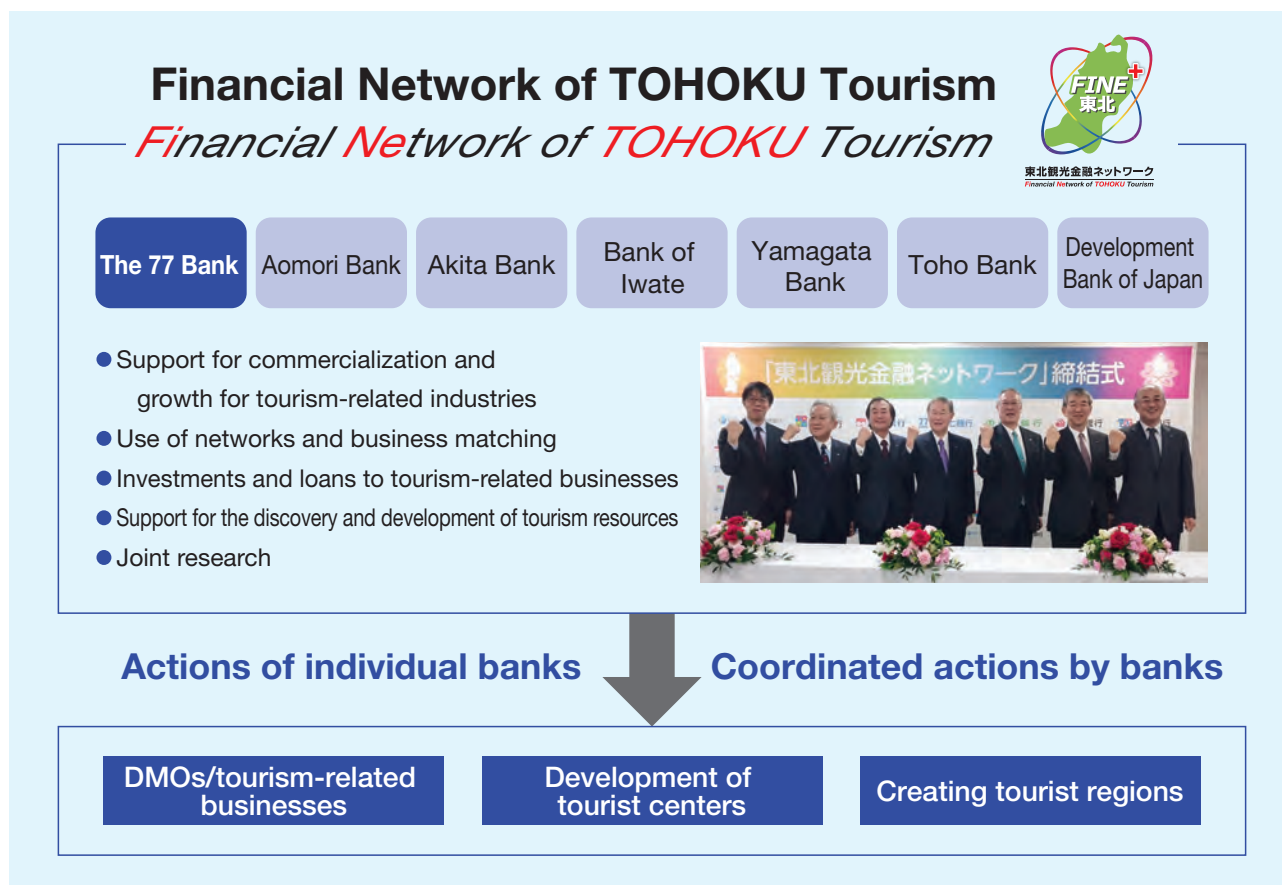 Financial Network of TOHOKU Tourism
Financial Network of TOHOKU Tourism
FINE+
東北
東北観光金融ネットワーク
Financial Network of TOHOKU Tourism
The 77 Bank
Aomori Bank
Akita Bank
Bank of
Iwate
Yamagata
Bank
Toho Bank
Development
Bank of Japan
●Support for commercialization and
growth for tourism-related industries
●Use of networks and business matching
●Investments and loans to tourism-related businesses
●Support for the discovery and development of tourism resources
●Joint research
「東北観光金融ネットワーク」締結式
Actions of individual banks
Coordinated actions by banks
DMOs/tourism-related
businesses
Development of
tourist centers
Creating tourist regions